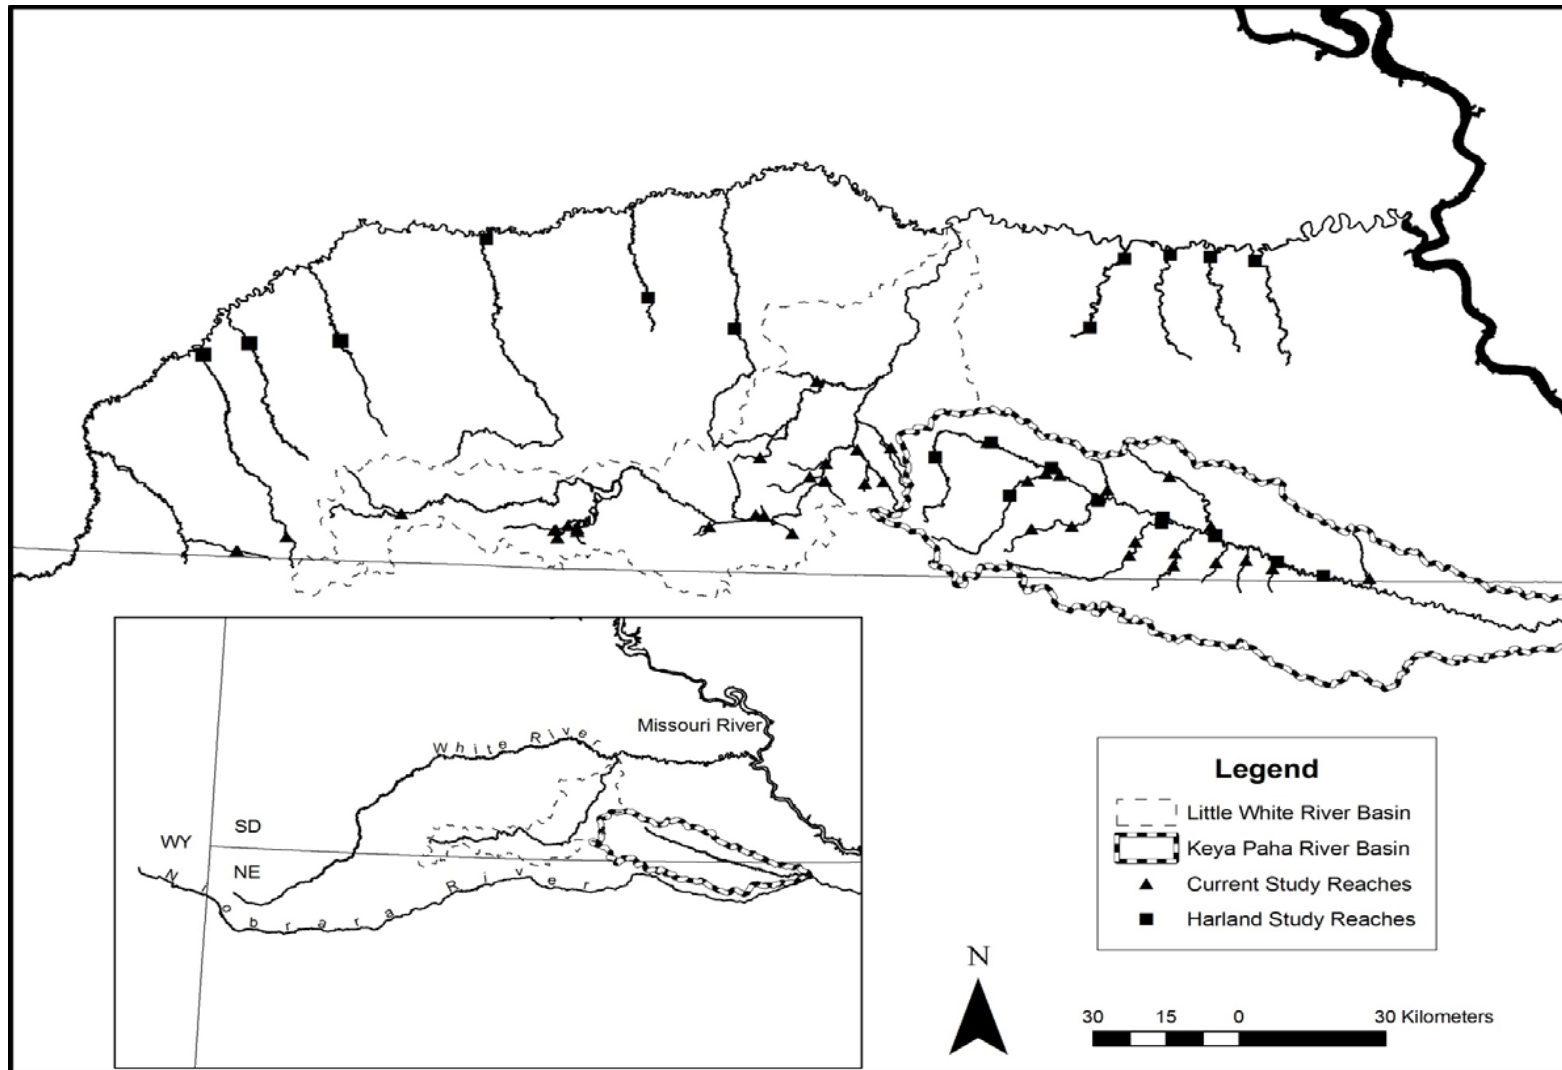 Missouri River
White River
SD
WY
NE
Niobrara River
Legend
Little White River Basin
Keya Paha River Basin
Current Study Reaches
Harland Study Reaches
N
30 15 0 30 Kilometers